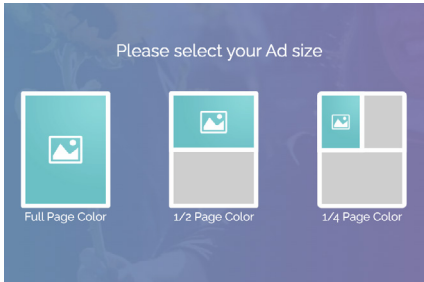 Please select your Ad size
Full Page Color
1/2 Page Color
1/4 Page Color